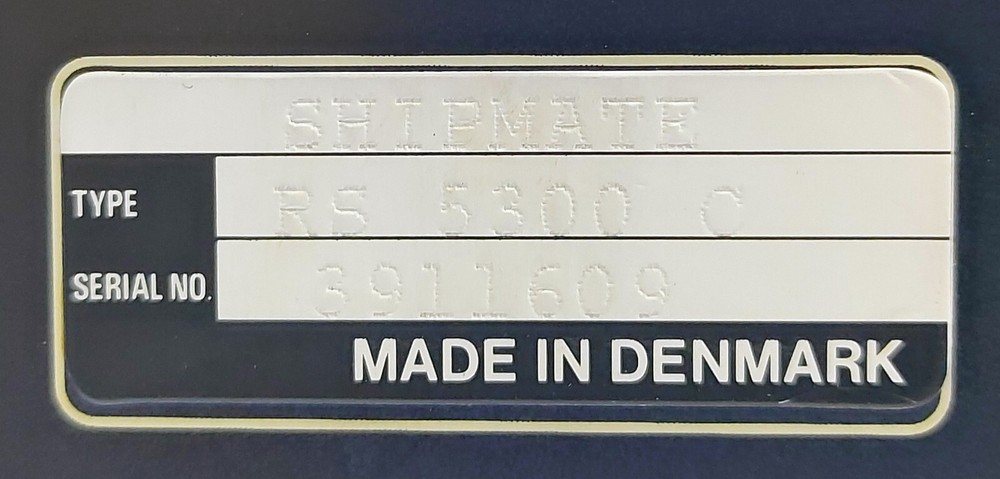 SHIPMATE
TYPE RS 5300 C
SERIAL NO. 3911609
MADE IN DENMARK